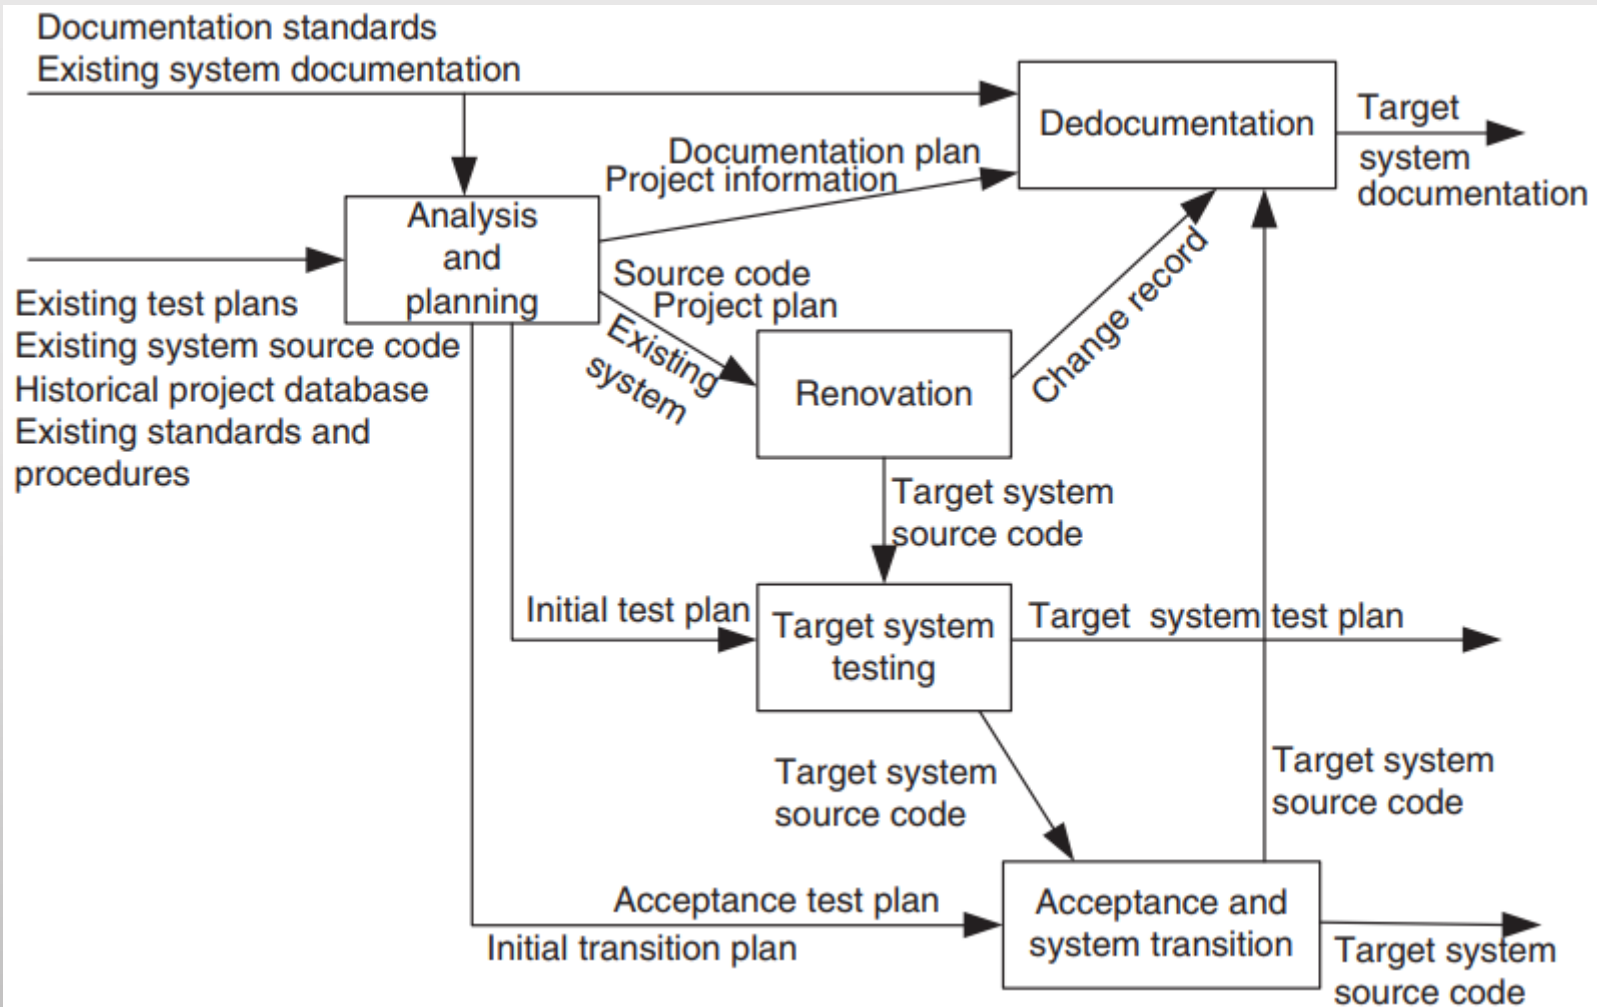 Documentation standards
Existing system documentation
Dedocumentation
Target
system
documentation
Documentation plan
Project information
Analysis
and
planning
Existing test plans
Existing system source code
Historical project database
Existing standards and
procedures
Source code
Project plan
Existing
system
Renovation
Change record
Target system
source code
Initial test plan
Target system
testing
Target system test plan
Target system
source code
Target system
source code
Acceptance test plan
Initial transition plan
Acceptance and
system transition
Target system
source code